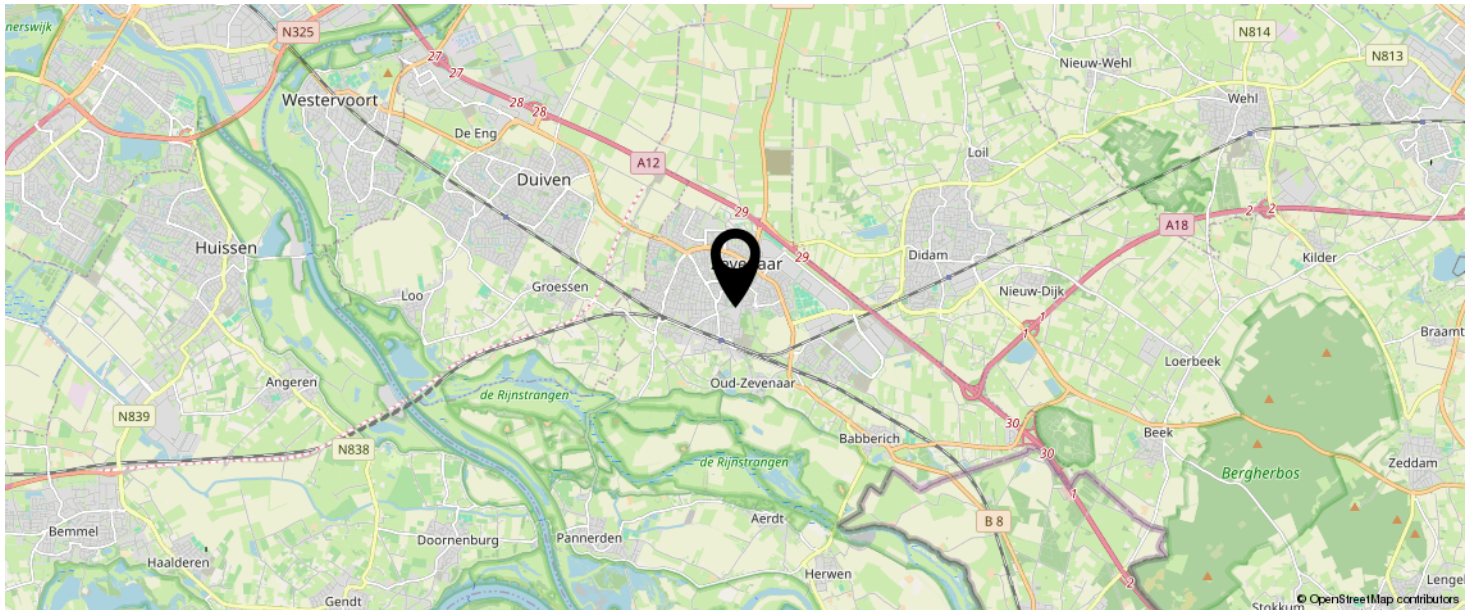 nnerswijk
N325
N814
N813
Nieuw-Wehl
27
27
Westervoort
28
28
Wehl
De Eng
Loil
A12
Duiven
29
2
2
A18
Huissen
29
Didam
Kilder
Zevenaar
Groessen
Loo
Nieuw-Dijk
1
1
Braamt
Loerbeek
Angeren
Oud-Zevenaar
de Rijnstrangen
N839
30
Babberich
Beek
N838
30
de Rijnstrangen
Bergherbos
Zeddam
1
Aerdt
B 8
Bemmel
Doornenburg
Pannerden
Haalderen
Herwen
2
Lengel
Gendt
Stokkum
© OpenStreetMap contributors